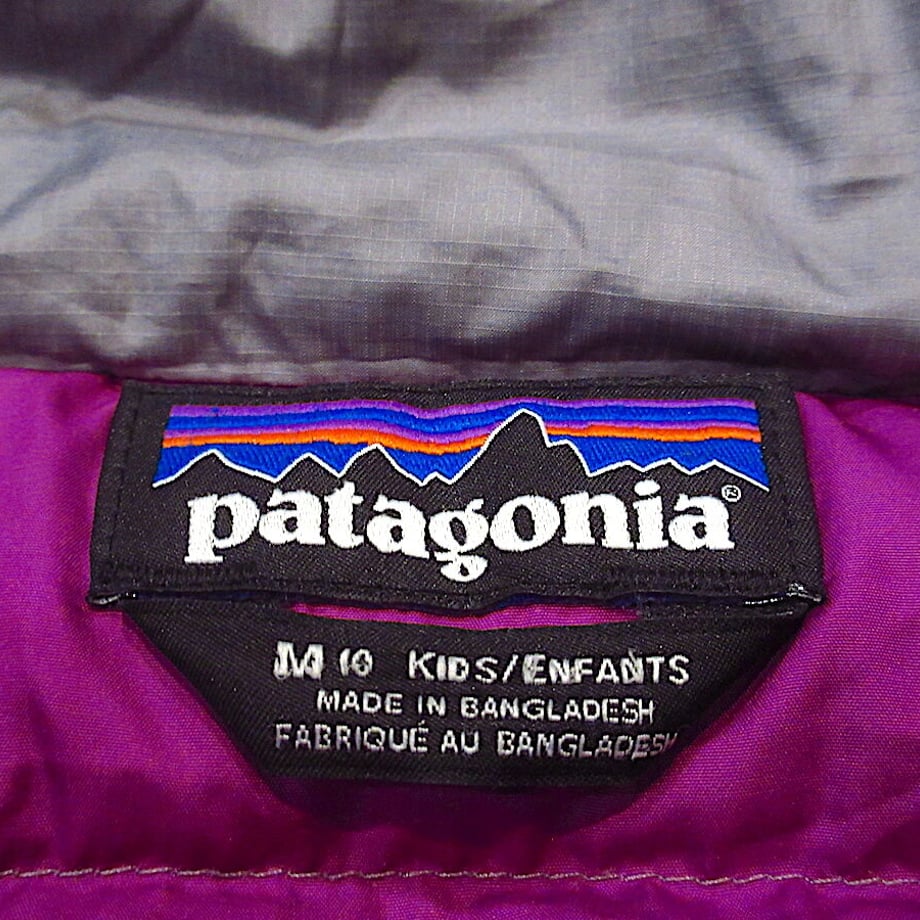 patagonia®
M 10 KIDS/ENFANTS
MADE IN BANGLADESH
FABRIQUÉ AU BANGLADESH